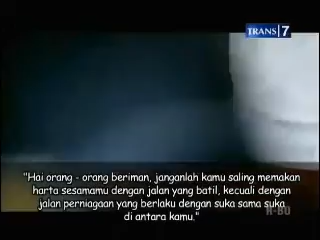 TRANS 7
"Hai orang - orang beriman, janganlah kamu saling memakan
harta sesamamu dengan jalan yang batil, kecuali dengan
jalan perniagaan yang berlaku dengan suka sama suka
di antara kamu."
R-BO